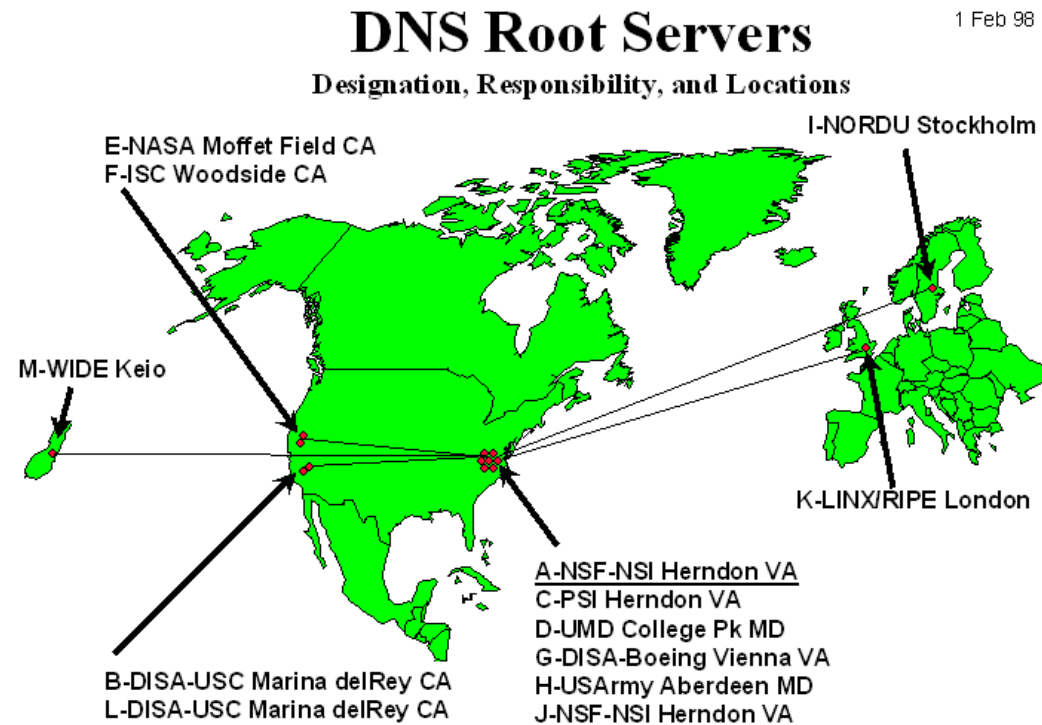 DNS Root Servers
1 Feb 98
Designation, Responsibility, and Locations
E-NASA Moffet Field CA
F-ISC Woodside CA
I-NORDU Stockholm
M-WIDE Keio
K-LINX/RIPE London
B-DISA-USC Marina delRey CA
L-DISA-USC Marina delRey CA
A-NSF-NSI Herndon VA
C-PSI Herndon VA
D-UMD College Pk MD
G-DISA-Boeing Vienna VA
H-USArmy Aberdeen MD
J-NSF-NSI Herndon VA